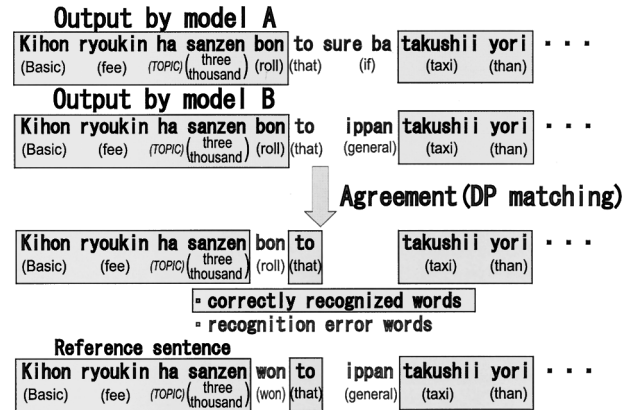 Output by model A
Kihon ryoukin ha sanzen bon to sure ba takushii yori ・・・
(Basic) (fee) (TOPIC) (three thousand) (roll) (that) (if) (taxi) (than)
Output by model B
Kihon ryoukin ha sanzen bon to ippan takushii yori ・・・
(Basic) (fee) (TOPIC) (three thousand) (roll) (that) (general) (taxi) (than)
Agreement(DP matching)
Kihon ryoukin ha sanzen bon to takushii yori ・・・
(Basic) (fee) (TOPIC) (three thousand) (roll) (that) (taxi) (than)
▫ correctly recognized words
▫ recognition error words
Reference sentence
Kihon ryoukin ha sanzen won to ippan takushii yori ・・・
(Basic) (fee) (TOPIC) (three thousand) (won) (that) (general) (taxi) (than)